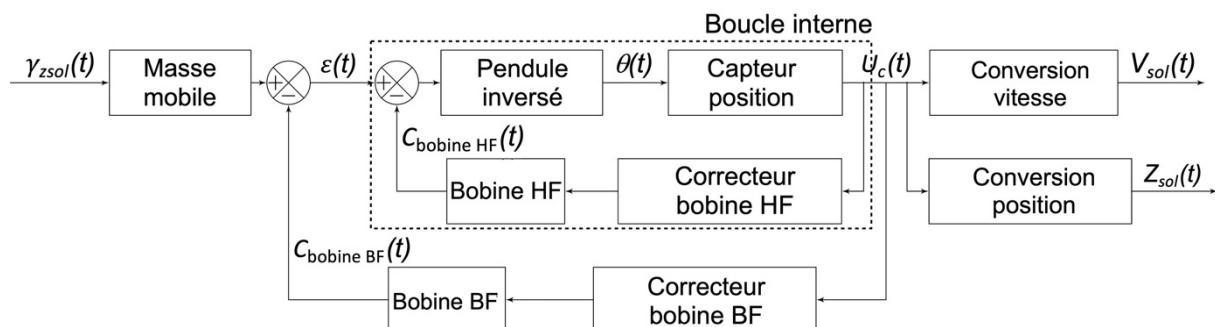 Boucle interne
γzsol(t)
Masse
mobile
+
−
ε(t)
+
−
Pendule
inversé
θ(t)
Capteur
position
Uc(t)
Conversion
vitesse
Vsol(t)
Cbobine HF(t)
Bobine HF
Correcteur
bobine HF
Conversion
position
Zsol(t)
Cbobine BF(t)
Bobine BF
Correcteur
bobine BF